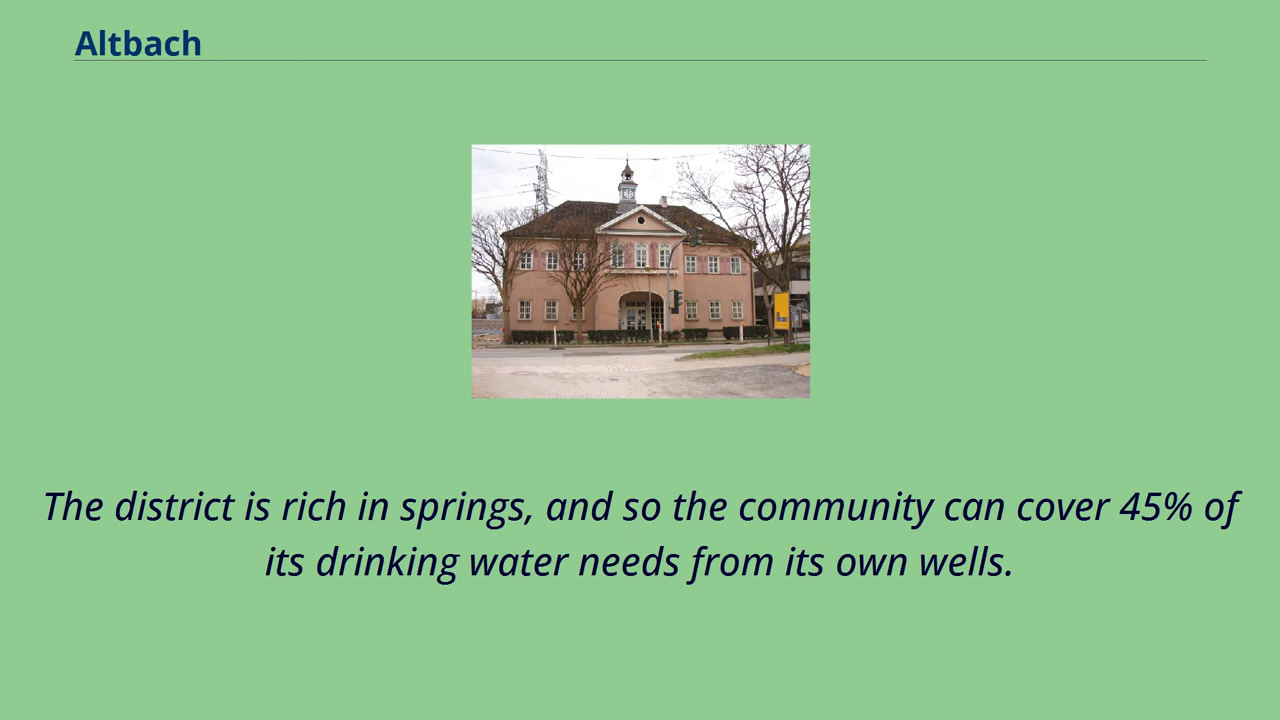 Altbach
The district is rich in springs, and so the community can cover 45% of
its drinking water needs from its own wells.